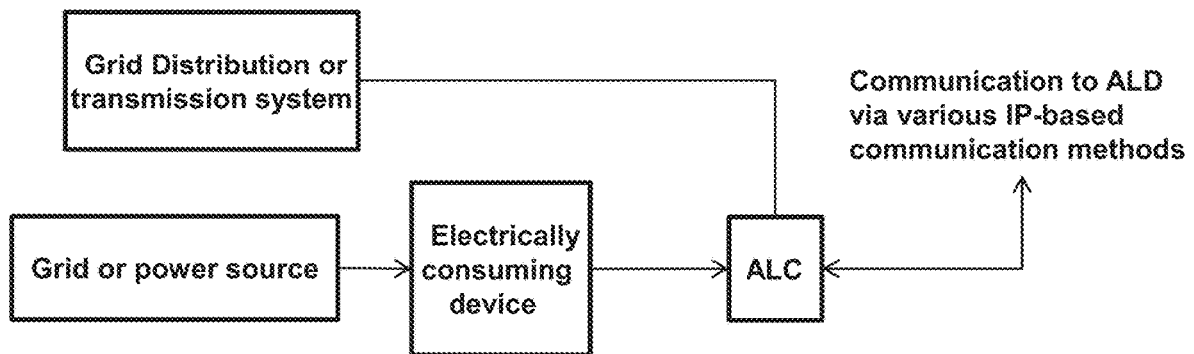 Grid Distribution or
transmission system
Communication to ALD
via various IP-based
communication methods
Grid or power source
Electrically
consuming
device
ALC